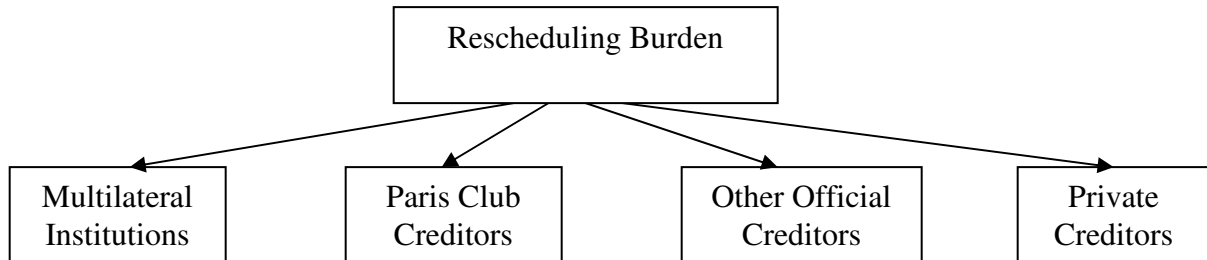 Rescheduling Burden
Multilateral
Institutions
Paris Club
Creditors
Other Official
Creditors
Private
Creditors